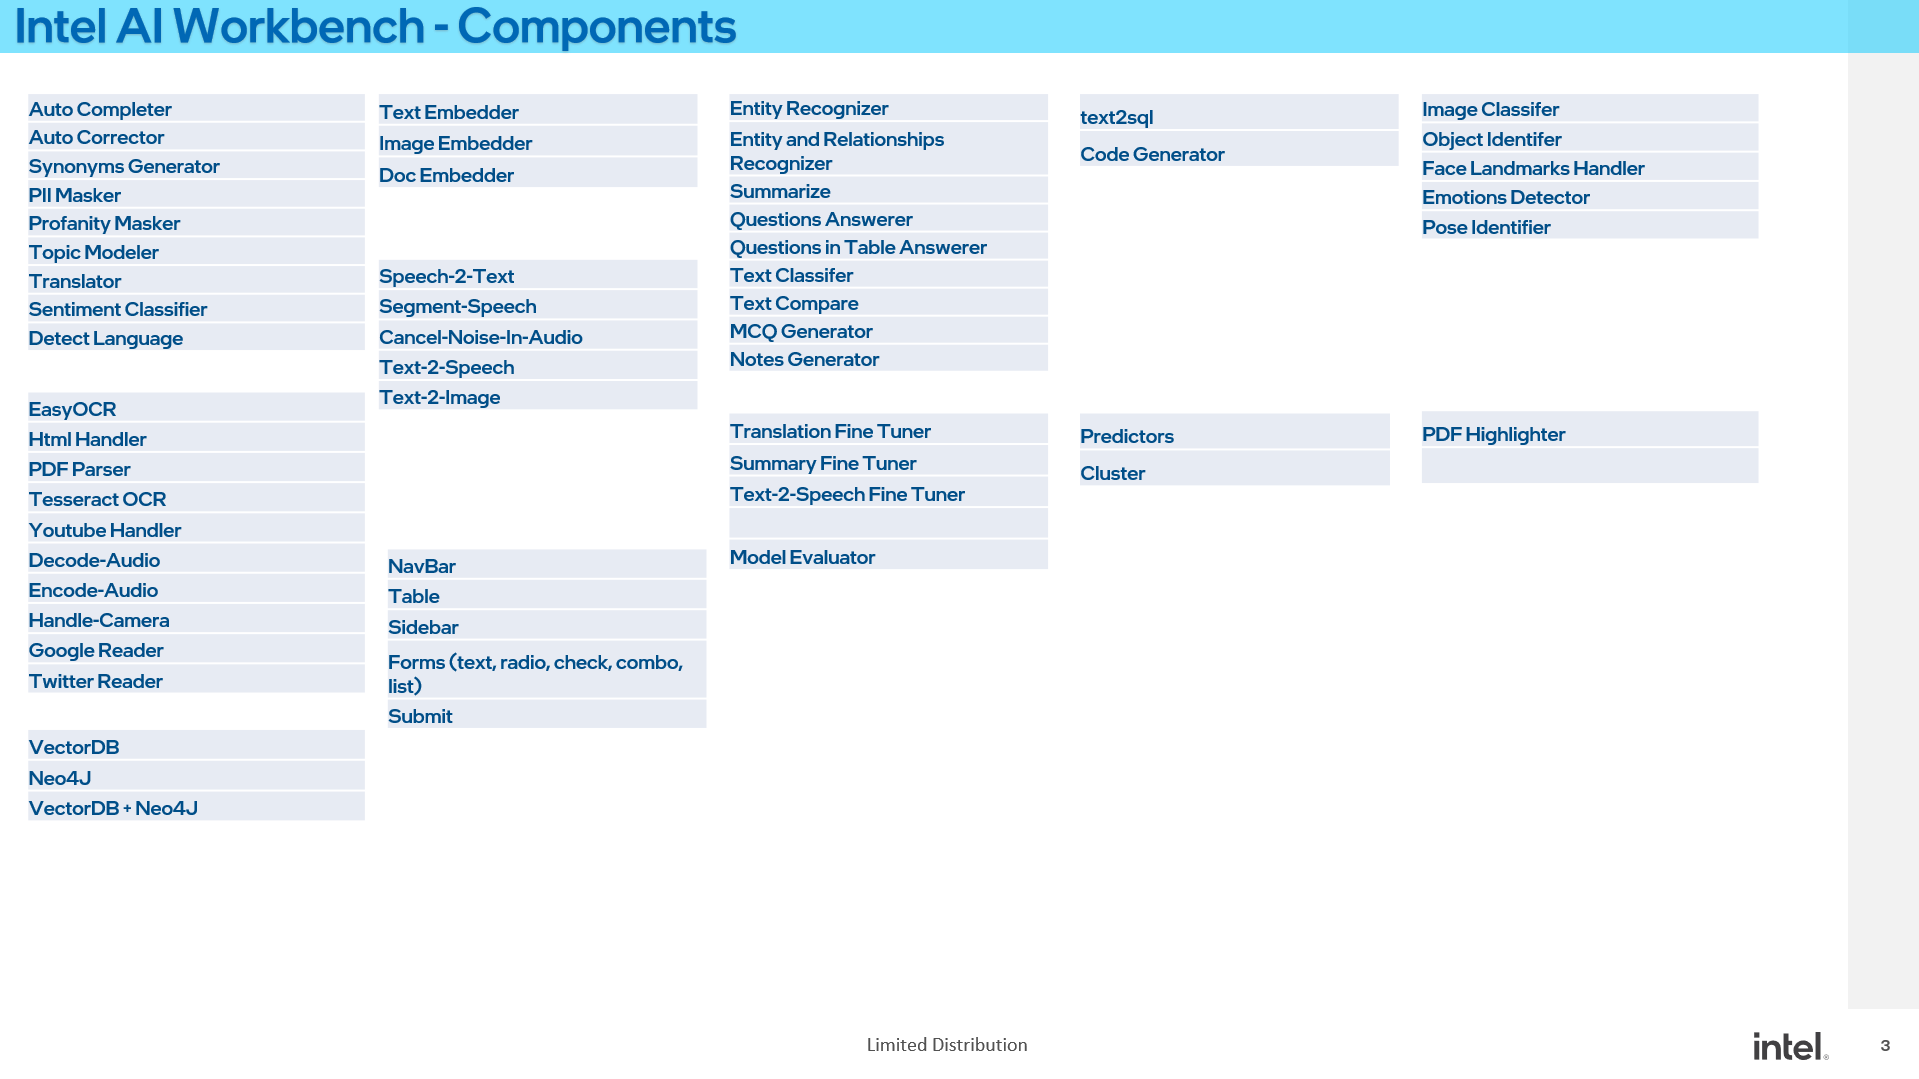 Intel AI Workbench - Components
Auto Completer
Auto Corrector
Synonyms Generator
PII Masker
Profanity Masker
Topic Modeler
Translator
Sentiment Classifier
Detect Language
EasyOCR
Html Handler
PDF Parser
Tesseract OCR
Youtube Handler
Decode-Audio
Encode-Audio
Handle-Camera
Google Reader
Twitter Reader
VectorDB
Neo4J
VectorDB + Neo4J
Text Embedder
Image Embedder
Doc Embedder
Speech-2-Text
Segment-Speech
Cancel-Noise-In-Audio
Text-2-Speech
Text-2-Image
NavBar
Table
Sidebar
Forms (text, radio, check, combo,
list)
Submit
Entity Recognizer
Entity and Relationships
Recognizer
Summarize
Questions Answerer
Questions in Table Answerer
Text Classifer
Text Compare
MCQ Generator
Notes Generator
Translation Fine Tuner
Summary Fine Tuner
Text-2-Speech Fine Tuner
Model Evaluator
text2sql
Code Generator
Predictors
Cluster
Image Classifer
Object Identifer
Face Landmarks Handler
Emotions Detector
Pose Identifier
PDF Highlighter
Limited Distribution
intel®
3